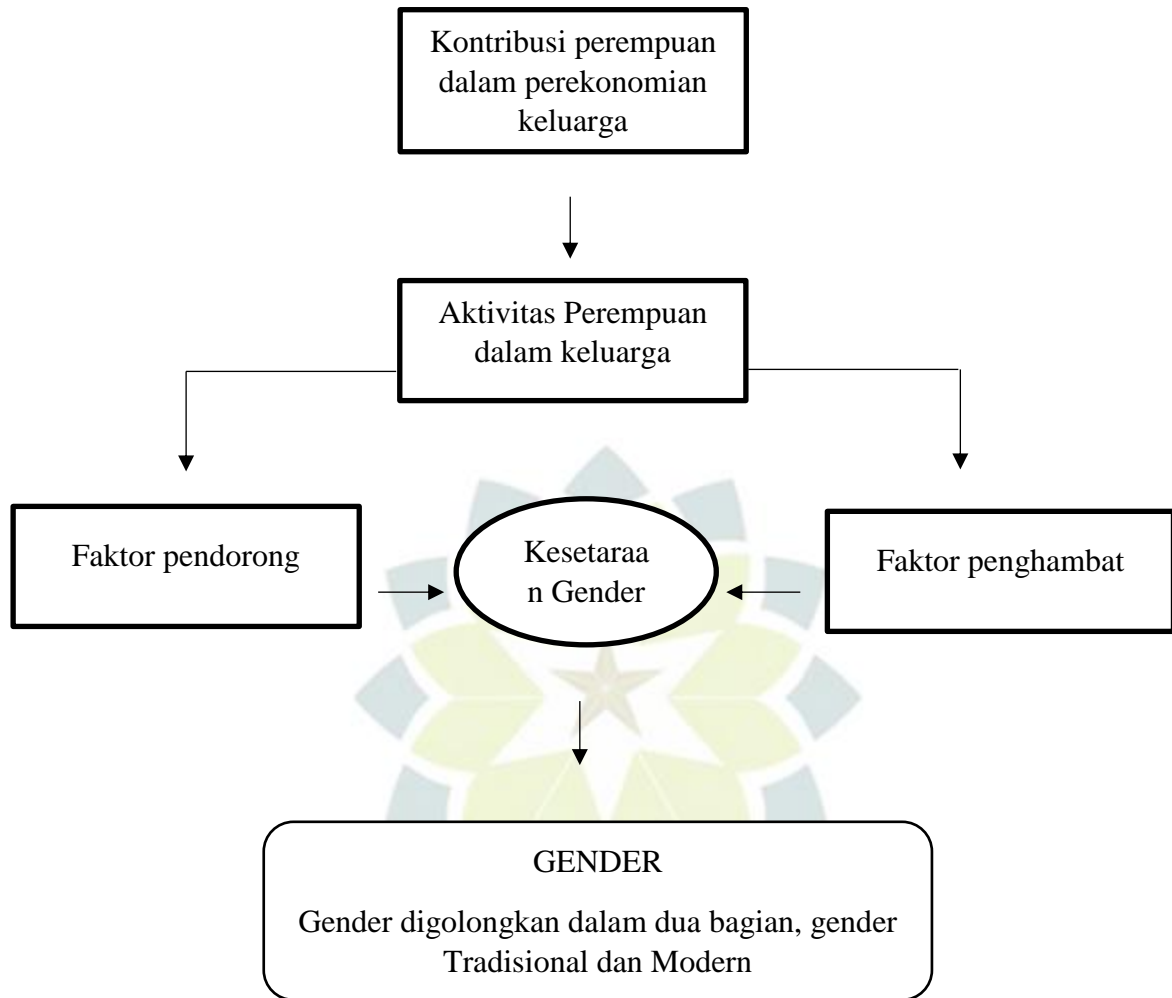 Kontribusi perempuan
dalam perekonomian
keluarga
Aktivitas Perempuan
dalam keluarga
Faktor pendorong
Kesetaraa
n Gender
Faktor penghambat
GENDER
Gender digolongkan dalam dua bagian, gender
Tradisional dan Modern